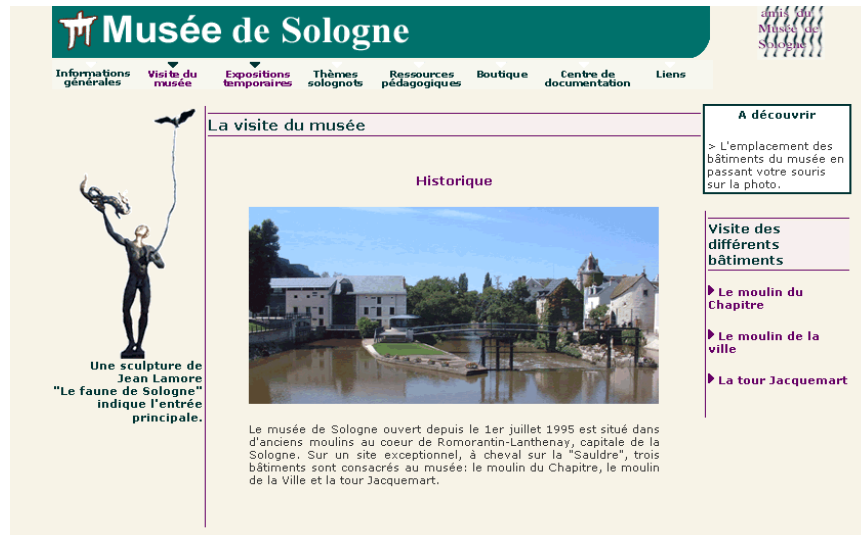 Musée de Sologne
amis du
Musée de
Sologne
Informations
générales
Visite du
musée
Expositions
temporaires
Thèmes
solognots
Ressources
pédagogiques
Boutique
Centre de
documentation
Liens
Une sculpture de
Jean Lamore
"Le faune de Sologne"
indique l'entrée
principale.
La visite du musée
Historique
Le musée de Sologne ouvert depuis le 1er juillet 1995 est situé dans
d'anciens moulins au coeur de Romorantin-Lanthenay, capitale de la
Sologne. Sur un site exceptionnel, à cheval sur la "Sauldre", trois
bâtiments sont consacrés au musée: le moulin du Chapitre, le moulin
de la Ville et la tour Jacquemart.
A découvrir
> L'emplacement des
bâtiments du musée en
passant votre souris
sur la photo.
Visite des
différents
bâtiments
Le moulin du
Chapitre
Le moulin de la
ville
La tour Jacquemart